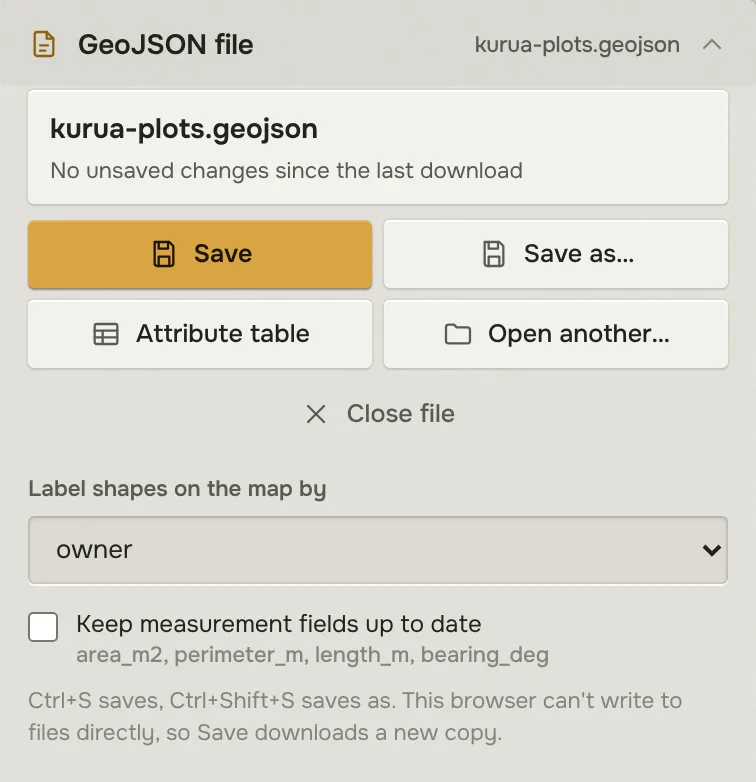 GeoJSON file
kurua-plots.geojson
kurua-plots.geojson
No unsaved changes since the last download
Save
Save as...
Attribute table
Open another...
Close file
Label shapes on the map by
owner
Keep measurement fields up to date
area_m2, perimeter_m, length_m, bearing_deg
Ctrl+S saves, Ctrl+Shift+S saves as. This browser can't write to
files directly, so Save downloads a new copy.